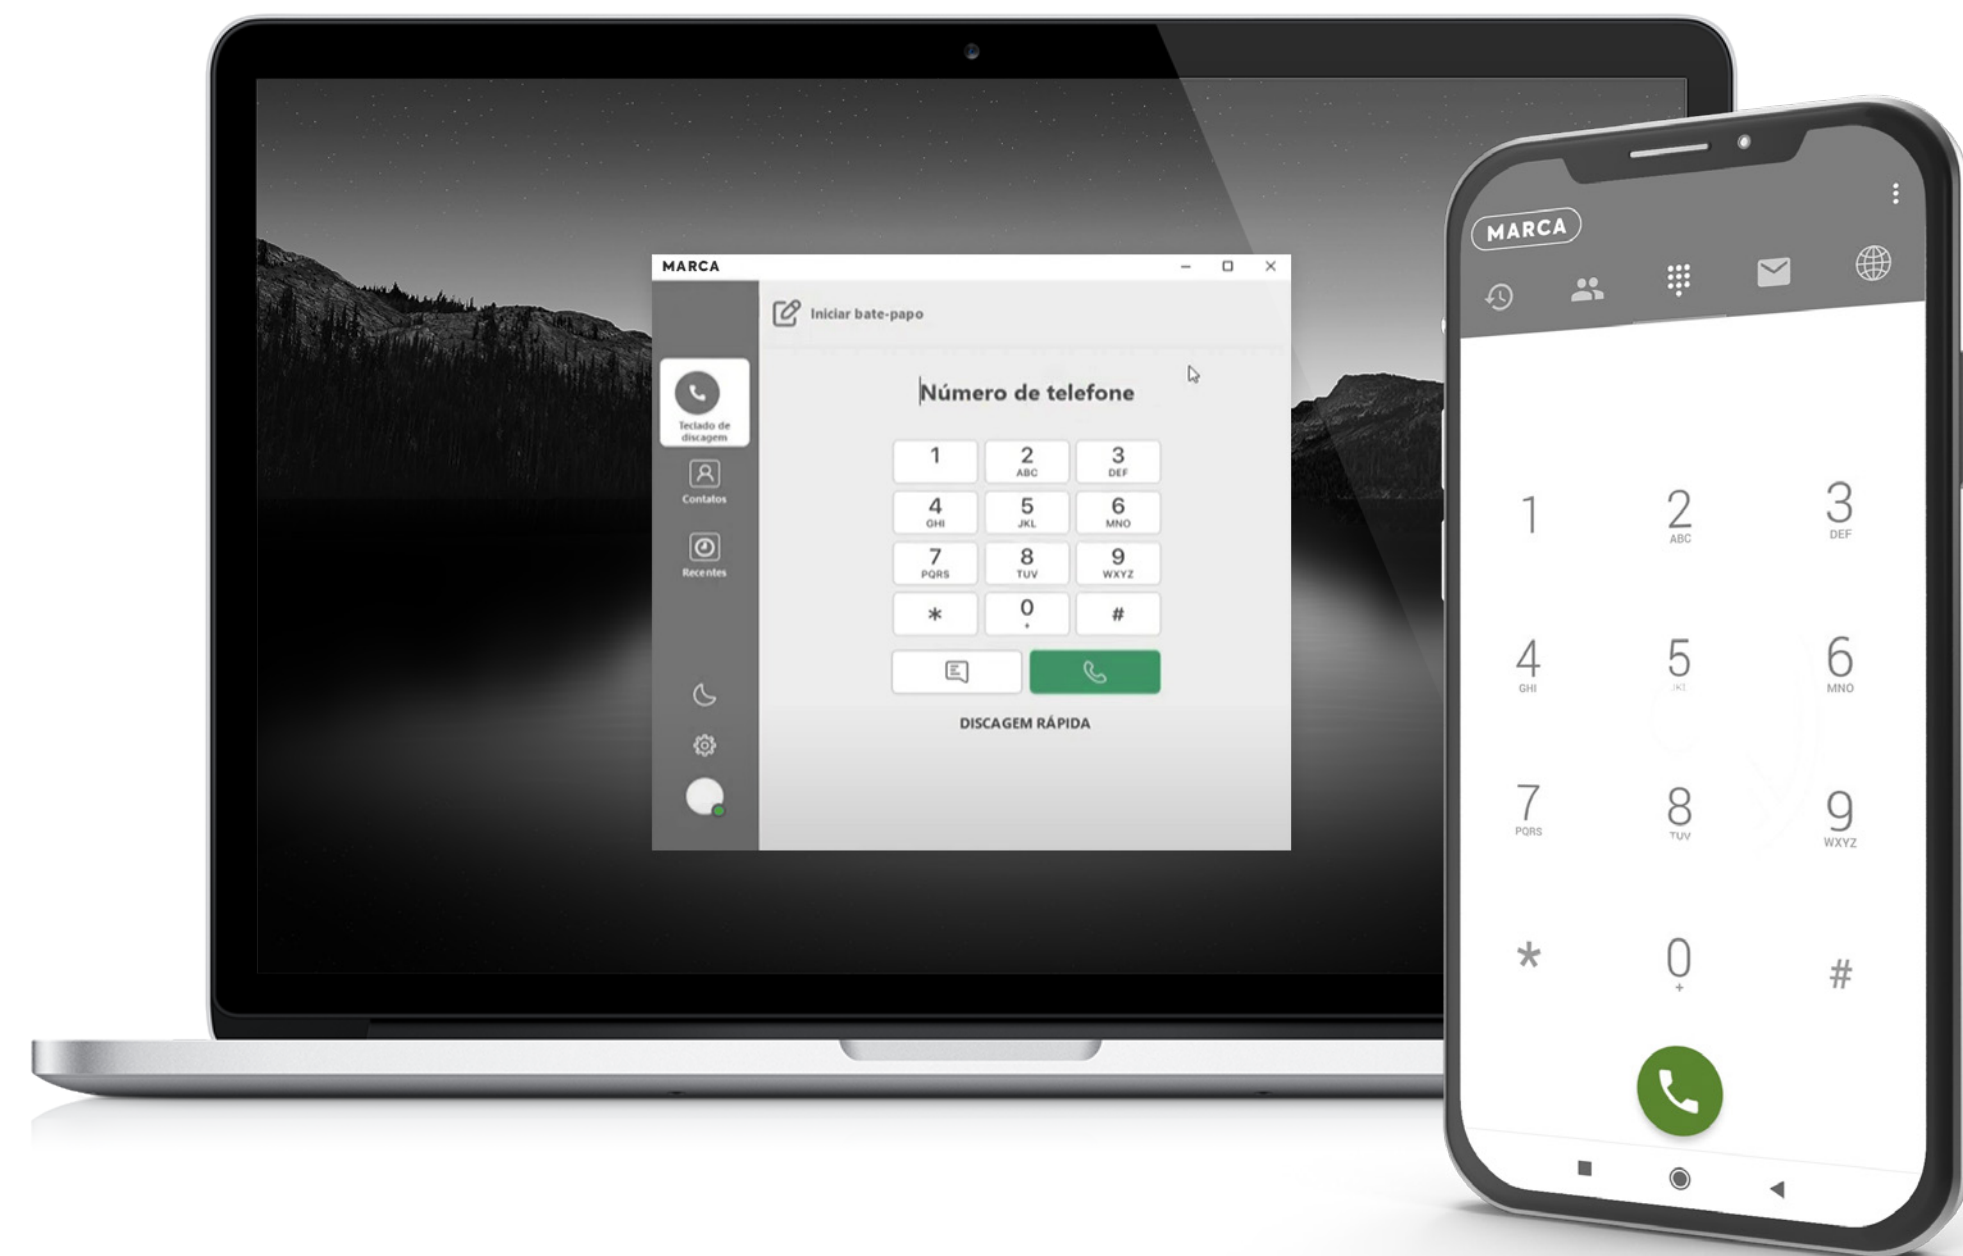 MARCA
Iniciar bate-papo
Número de telefone
Teclado de
discagem
Contatos
Recentes
1 2 3
ABC DEF
4 5 6
GHI JKL MNO
7 8 9
PQRS TUV WXYZ
* 0 #
+
DISCAGEM RÁPIDA
MARCA
1 2 3
ABC DEF
4 5 6
GHI JKL MNO
7 8 9
PQRS TUV WXYZ
* 0 #
+